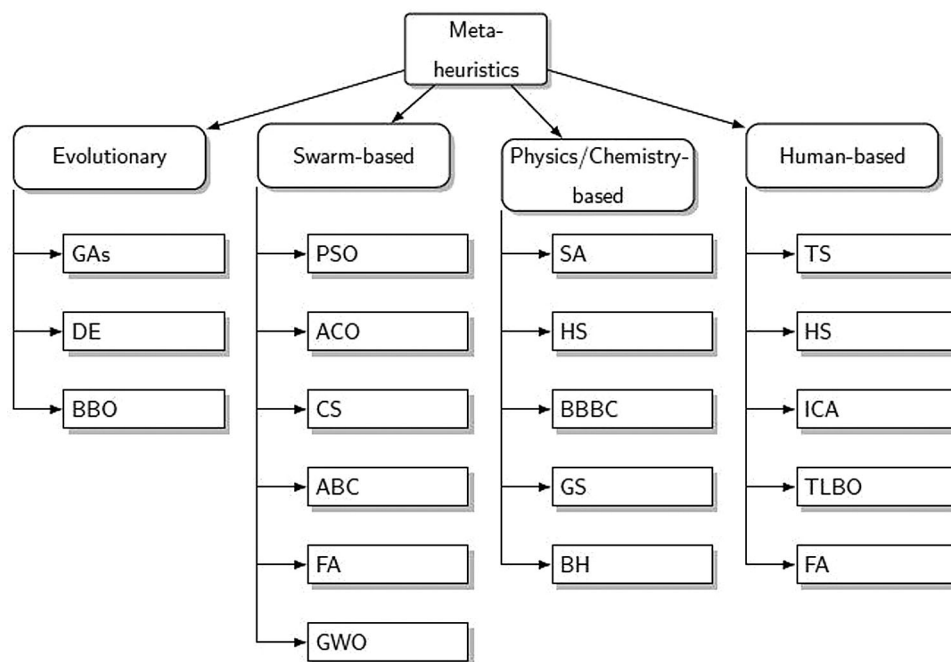 Meta-
heuristics
Evolutionary
Swarm-based
Physics/Chemistry-
based
Human-based
GAs
DE
BBO
PSO
ACO
CS
ABC
FA
GWO
SA
HS
BBBC
GS
BH
TS
HS
ICA
TLBO
FA